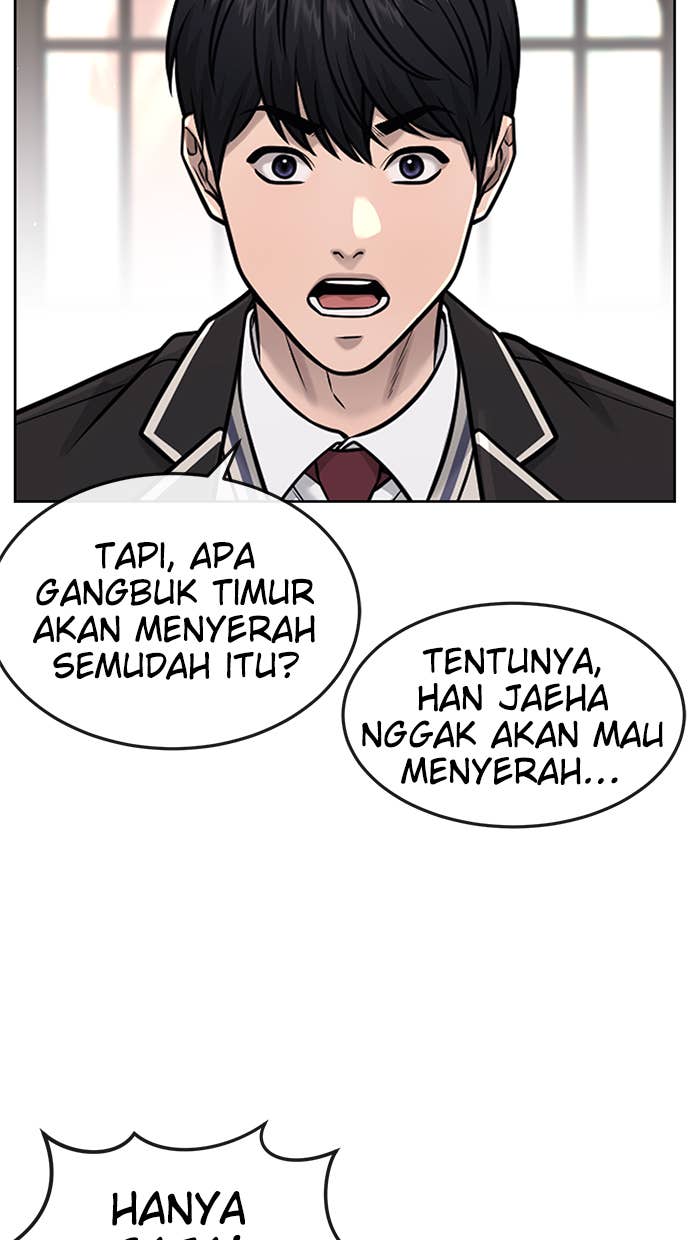 TAPI, APA
GANGBUK TIMUR
AKAN MENYERAH
SEMUDAH ITU?
TENTUNYA,
HAN JAEHA
NGGAK AKAN MAU
MENYERAH...
HANYA